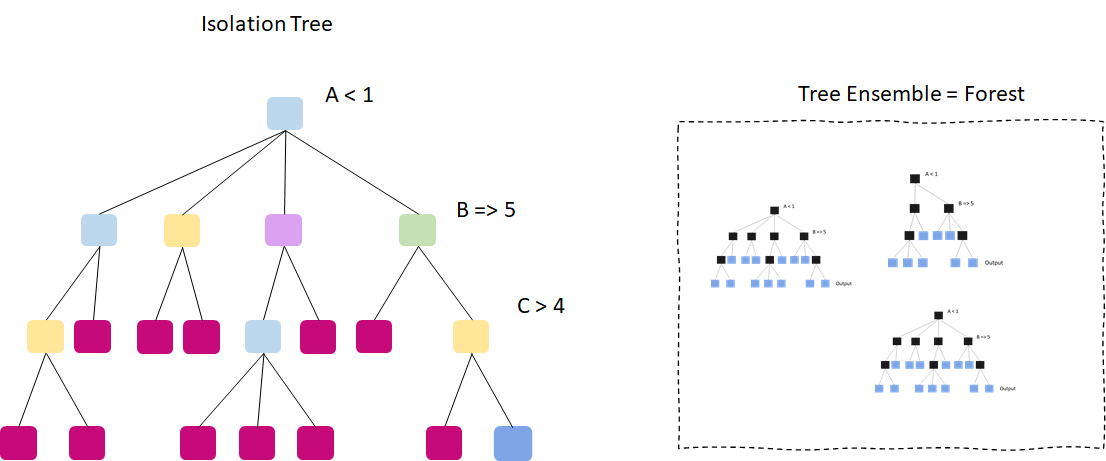 Isolation Tree
A < 1
B => 5
C > 4
Tree Ensemble = Forest
A < 1
B => 5
Output
A < 1
B => 5
Output
A < 1
B => 5
Output